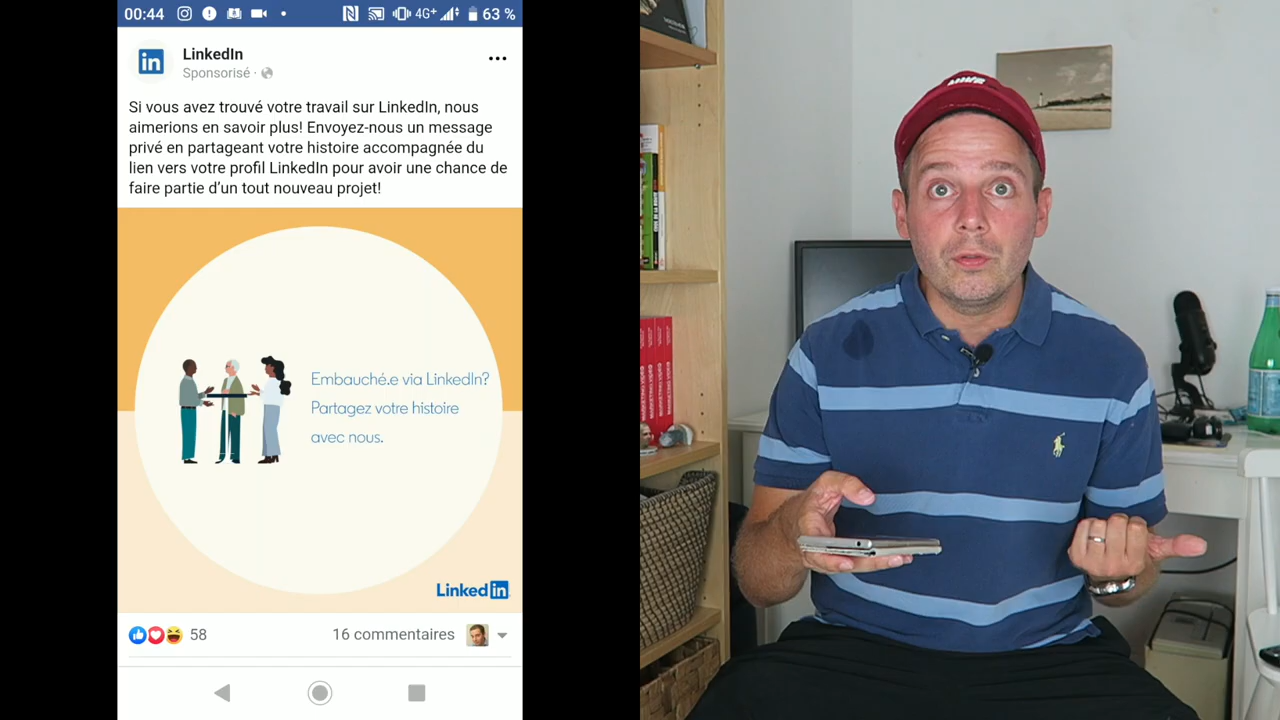 00:44
4G+
63 %
LinkedIn
Sponsorisé ·
Si vous avez trouvé votre travail sur LinkedIn, nous
aimerions en savoir plus! Envoyez-nous un message
privé en partageant votre histoire accompagnée du
lien vers votre profil LinkedIn pour avoir une chance de
faire partie d’un tout nouveau projet!
Embauché.e via LinkedIn?
Partagez votre histoire
avec nous.
LinkedIn
58
16 commentaires
NIKE